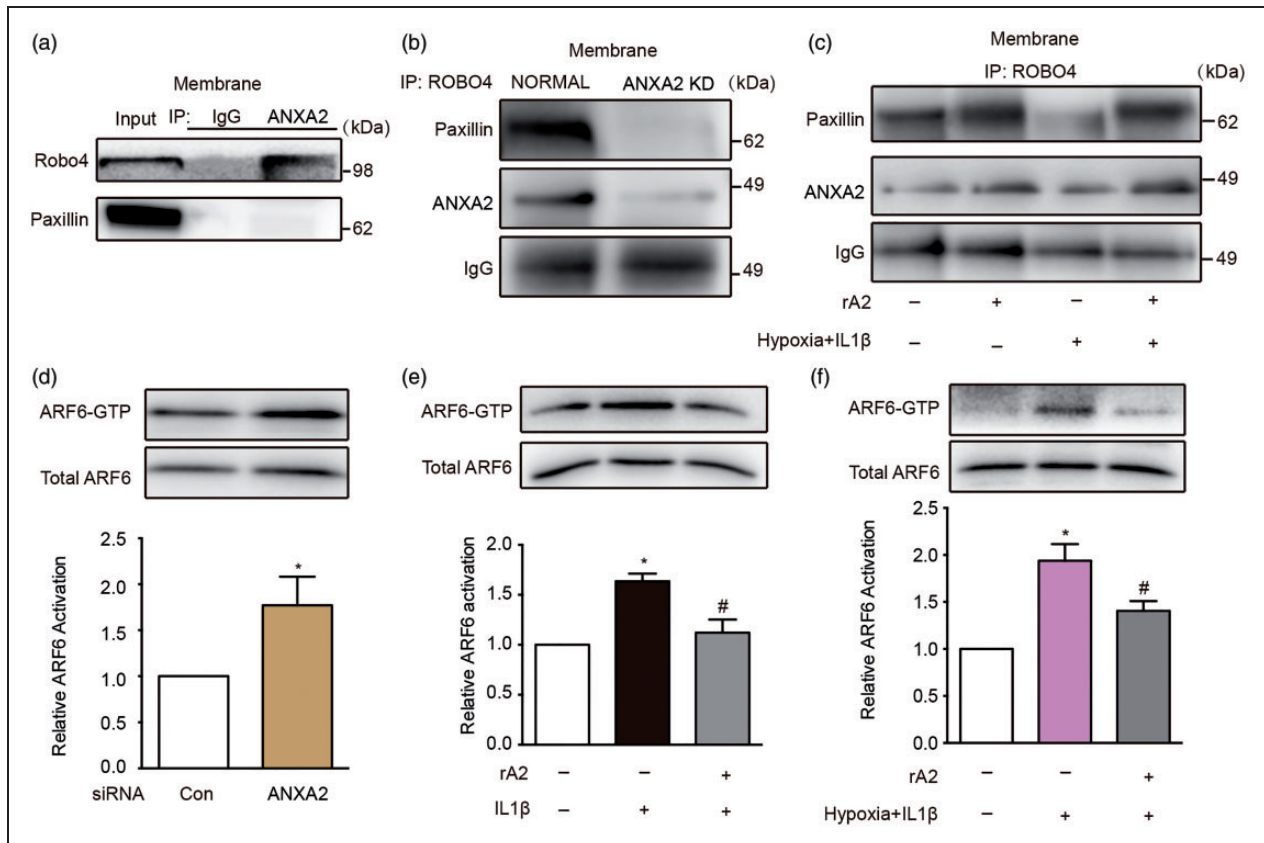 (a)
Membrane
Input IP: IgG ANXA2 (kDa)
Robo4
98
Paxillin
62
(b)
Membrane
IP: ROBO4 NORMAL ANXA2 KD (kDa)
Paxillin
62
49
ANXA2
IgG
49
(c)
Membrane
IP: ROBO4 (kDa)
Paxillin
62
ANXA2
49
IgG
49
rA2 – + – +
Hypoxia+IL1β – – + +
(d)
ARF6-GTP
Total ARF6
2.5
2.0
1.5
1.0
0.5
0.0
Relative ARF6 Activation
*
siRNA Con ANXA2
(e)
ARF6-GTP
Total ARF6
2.0
1.5
1.0
0.5
0.0
Relative ARF6 activation
*
#
rA2 – – +
IL1β – + +
(f)
ARF6-GTP
Total ARF6
2.5
2.0
1.5
1.0
0.5
0.0
Relative ARF6 Activation
*
#
rA2 – – +
Hypoxia+IL1β – + +